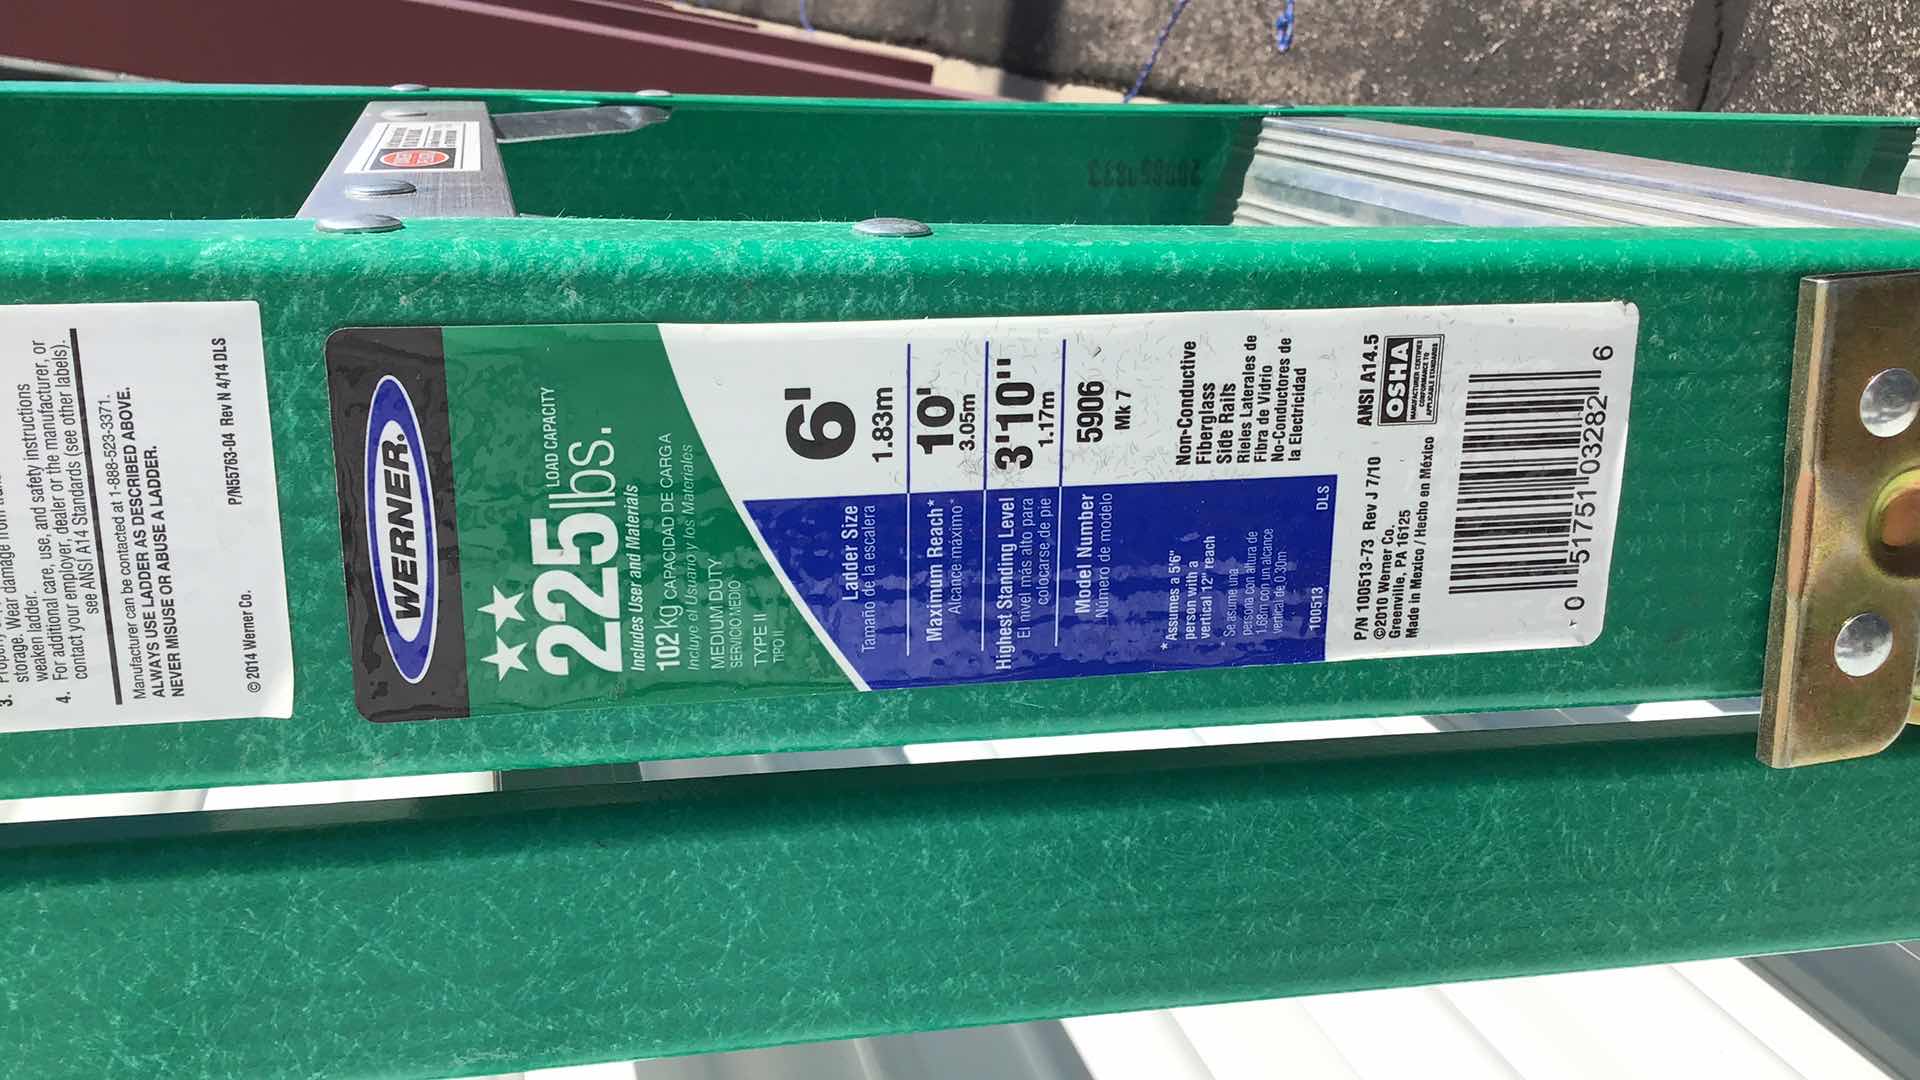 storage. Wear damage from
weaken ladder.
4. For additional care, use, and safety instructions
contact your employer, dealer or the manufacturer, or
see ANSI A14 Standards (see other labels).
Manufacturer can be contacted at 1-888-523-3371.
ALWAYS USE LADDER AS DESCRIBED ABOVE.
NEVER MISUSE OR ABUSE A LADDER.
©2014 Werner Co. P/N55763-04 Rev N 4/14 DLS
WERNER.
225 lbs. LOAD CAPACITY
Includes User and Materials
102 kg CAPACIDAD DE CARGA
Incluye el Usuario y los Materiales
MEDIUM DUTY
SERVICIO MEDIO
TYPE II
TIPO II
Ladder Size 6'
Tamaño de la escalera 1.83m
Maximum Reach* 10'
Alcance máximo* 3.05m
Highest Standing Level 3'10"
El nivel más alto para 1.17m
colocarse de pie
Model Number 5906
Número de modelo Mk 7
*Assumes a 5'6"
person with a
vertical 12" reach
* Se asume una
persona con altura de
1.68m con un alcance
vertical de 0.30m
100513 DLS
Non-Conductive
Fiberglass
Side Rails
Rieles Laterales de
Fibra de Vidrio
No-Conductores de
la Electricidad
P/N 100513-73 Rev J 7/10
©2010 Werner Co.
Greenville, PA 16125
Made in Mexico / Hecho en México
ANSI A14.5
OSHA
MANUFACTURER CERTIFIES
CONFORMANCE TO
APPLICABLE STANDARDS
0 51751 03282 6